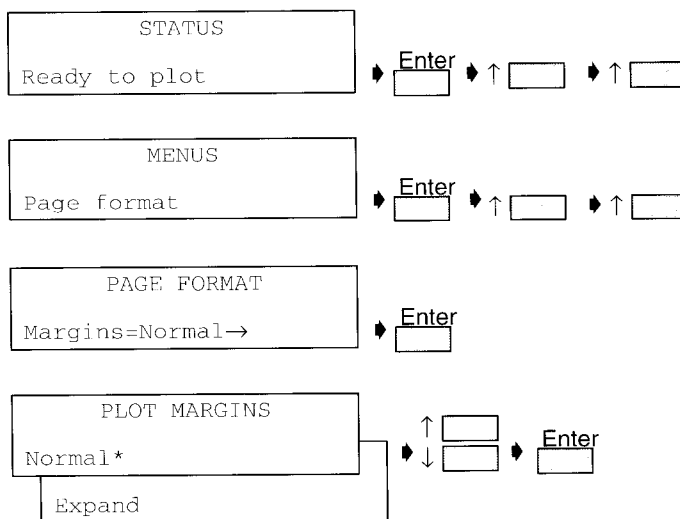 STATUS
Ready to plot
Enter
↑
↑
MENUS
Page format
Enter
↑
↑
PAGE FORMAT
Margins=Normal→
Enter
PLOT MARGINS
Normal*
↑
↓
Enter
Expand